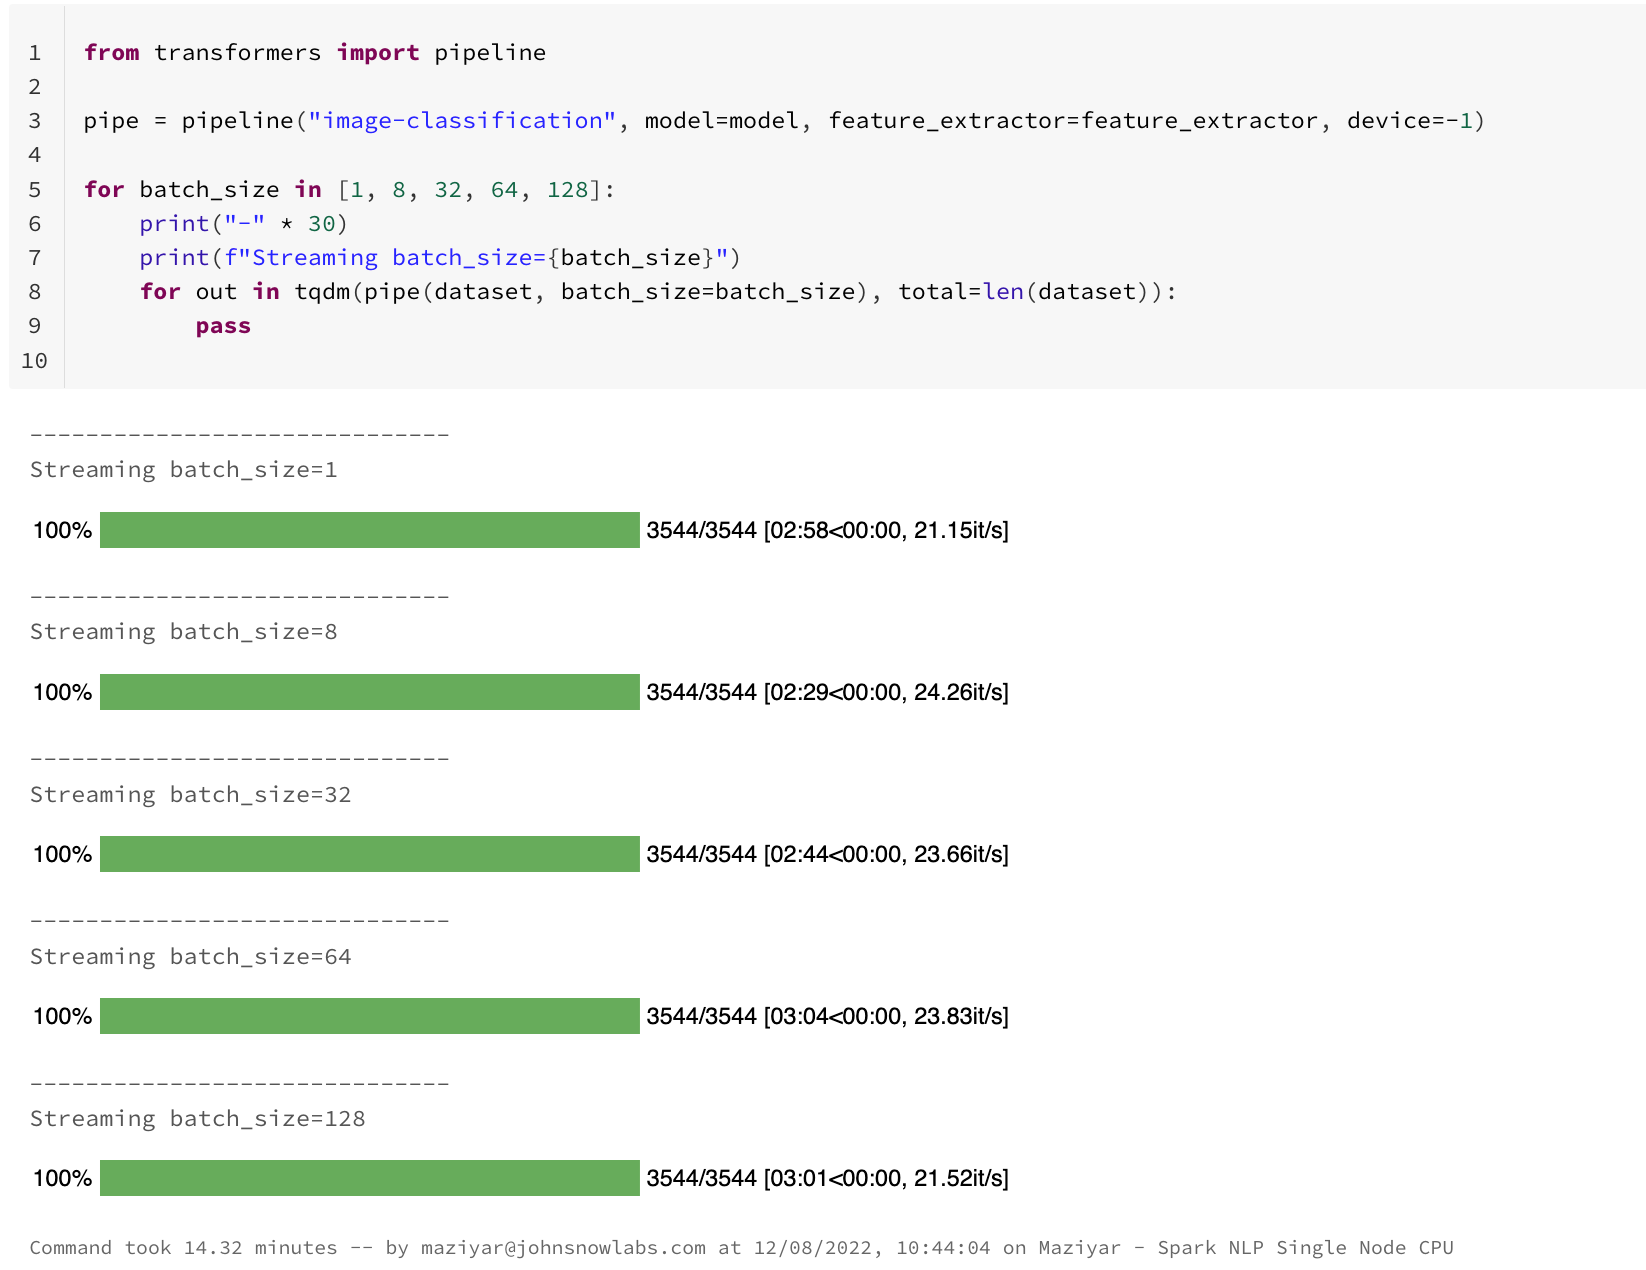 1 from transformers import pipeline
2
3 pipe = pipeline("image-classification", model=model, feature_extractor=feature_extractor, device=-1)
4
5 for batch_size in [1, 8, 32, 64, 128]:
6     print("-" * 30)
7     print(f"Streaming batch_size={batch_size}")
8     for out in tqdm(pipe(dataset, batch_size=batch_size), total=len(dataset)):
9         pass
10
------------------------------
Streaming batch_size=1
100% 3544/3544 [02:58<00:00, 21.15it/s]
------------------------------
Streaming batch_size=8
100% 3544/3544 [02:29<00:00, 24.26it/s]
------------------------------
Streaming batch_size=32
100% 3544/3544 [02:44<00:00, 23.66it/s]
------------------------------
Streaming batch_size=64
100% 3544/3544 [03:04<00:00, 23.83it/s]
------------------------------
Streaming batch_size=128
100% 3544/3544 [03:01<00:00, 21.52it/s]
Command took 14.32 minutes -- by maziyar@johnsnowlabs.com at 12/08/2022, 10:44:04 on Maziyar - Spark NLP Single Node CPU